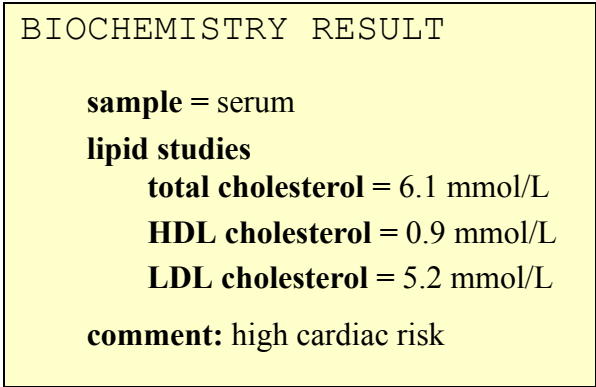 BIOCHEMISTRY RESULT
sample = serum
lipid studies
total cholesterol = 6.1 mmol/L
HDL cholesterol = 0.9 mmol/L
LDL cholesterol = 5.2 mmol/L
comment: high cardiac risk